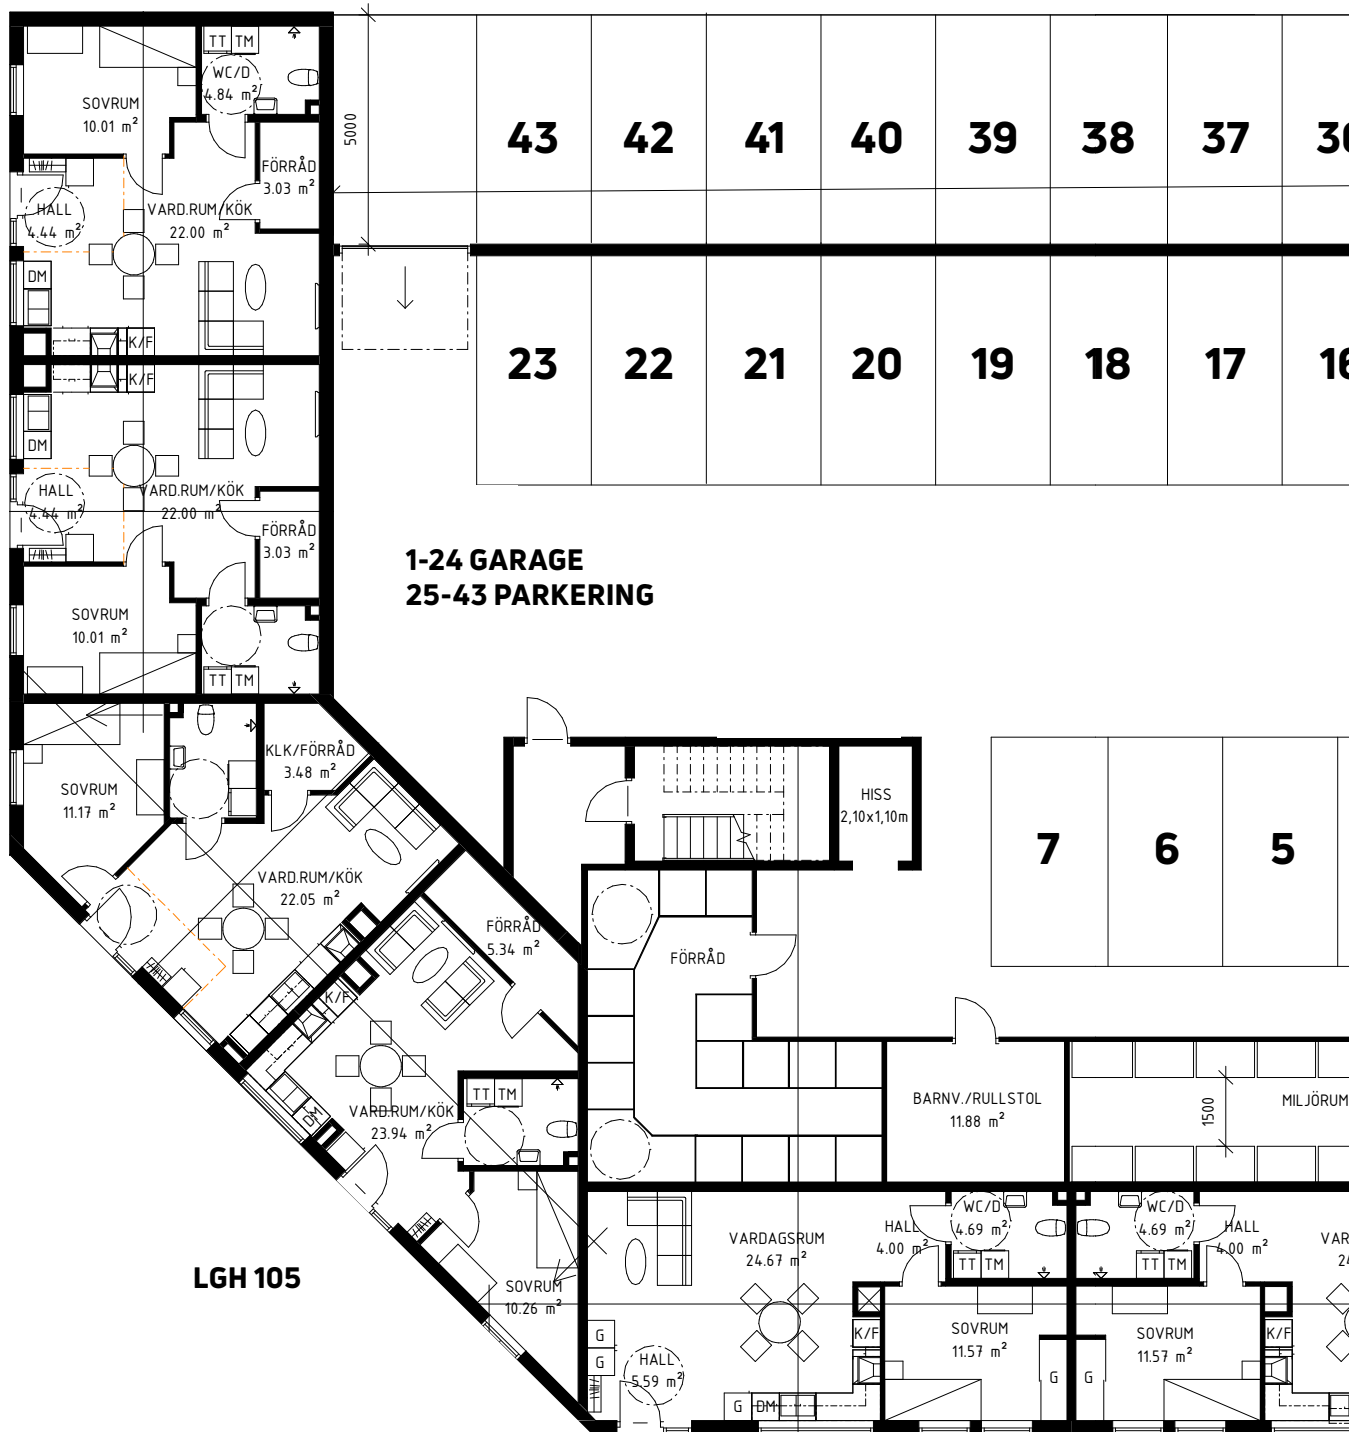 TT TM
WC/D
4.84 m²
SOVRUM
10.01 m²
5000
43 42 41 40 39 38 37
FÖRRÅD
3.03 m²
HALL
4.44 m²
VARD.RUM/KÖK
22.00 m²
DM
K/F
23 22 21 20 19 18 17
K/F
DM
HALL
4.44 m²
VARD.RUM/KÖK
22.00 m²
FÖRRÅD
3.03 m²
1-24 GARAGE
25-43 PARKERING
SOVRUM
10.01 m²
TT TM
KLK/FÖRRÅD
3.48 m²
SOVRUM
11.17 m²
HISS
2,10x1,10m
7 6 5
VARD.RUM/KÖK
22.05 m²
FÖRRÅD
5.34 m²
FÖRRÅD
K/F
TT TM
VARD.RUM/KÖK
23.94 m²
DM
BARNV./RULLSTOL
11.88 m²
1500
MILJÖRUM
WC/D
4.69 m²
WC/D
4.69 m²
VARDAGSRUM
24.67 m²
HALL
4.00 m²
HALL
4.00 m²
TT TM
TT TM
LGH 105
SOVRUM
10.26 m²
G
G
K/F
SOVRUM
11.57 m²
SOVRUM
11.57 m²
K/F
HALL
5.59 m²
G
G
G DM